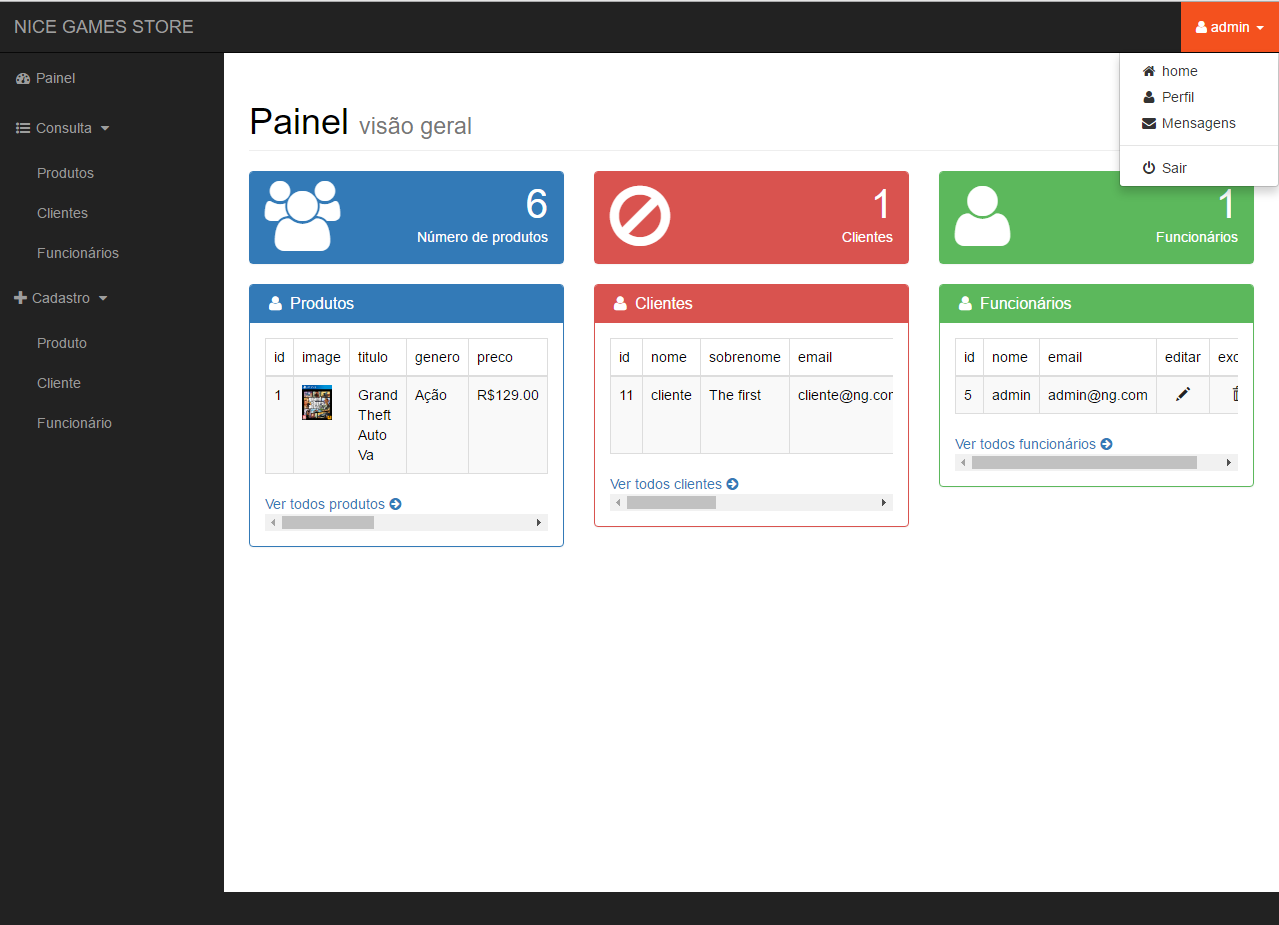 NICE GAMES STORE
admin
home
Perfil
Mensagens
Sair
Painel
Consulta
Produtos
Clientes
Funcionários
Cadastro
Produto
Cliente
Funcionário
Painel visão geral
6
Número de produtos
1
Clientes
1
Funcionários
Produtos
id image titulo genero preco
1 Grand Theft Auto Va Ação R$129.00
Ver todos produtos
Clientes
id nome sobrenome email
11 cliente The first cliente@ng.cor
Ver todos clientes
Funcionários
id nome email editar exc
5 admin admin@ng.com
Ver todos funcionários